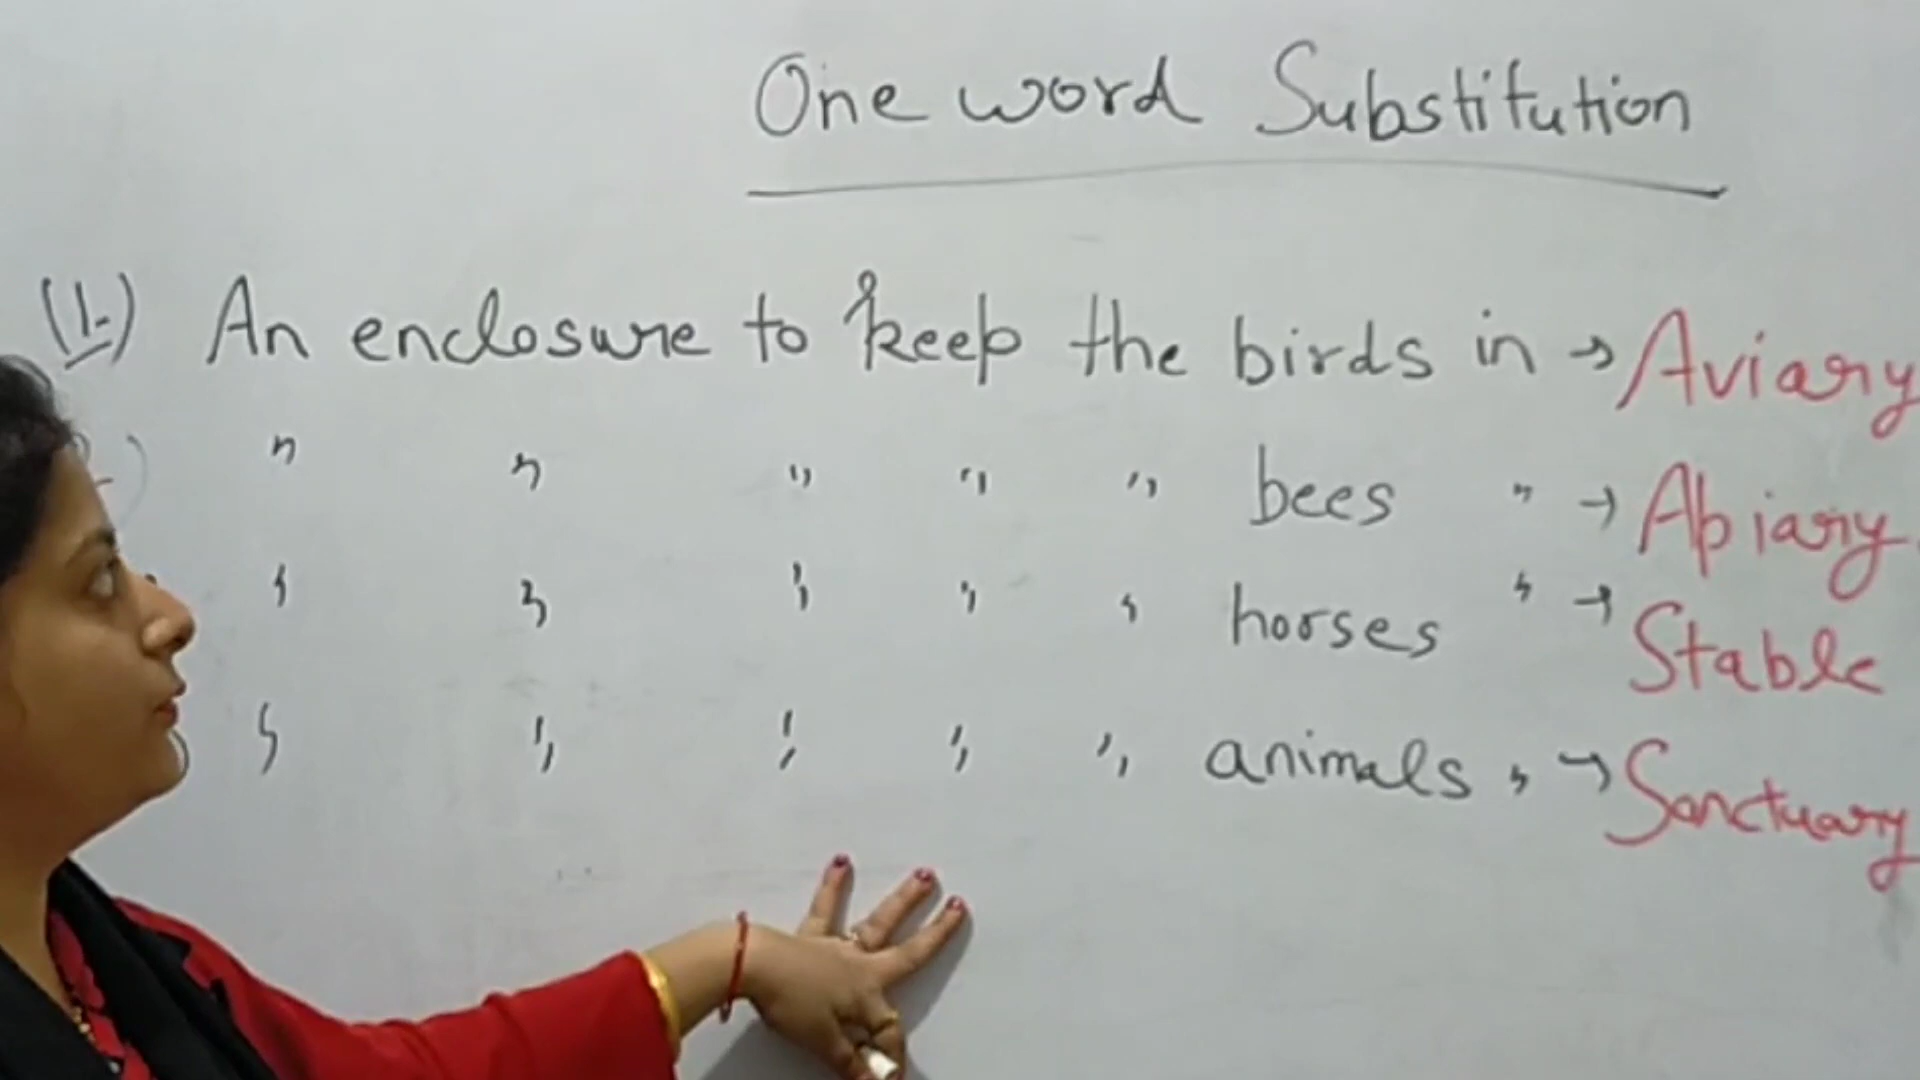 One word Substitution
(1.) An enclosure to keep the birds in → Aviary
" " " " " bees " → Apiary
" " " " " horses " → Stable
" " " " " animals " → Sanctuary